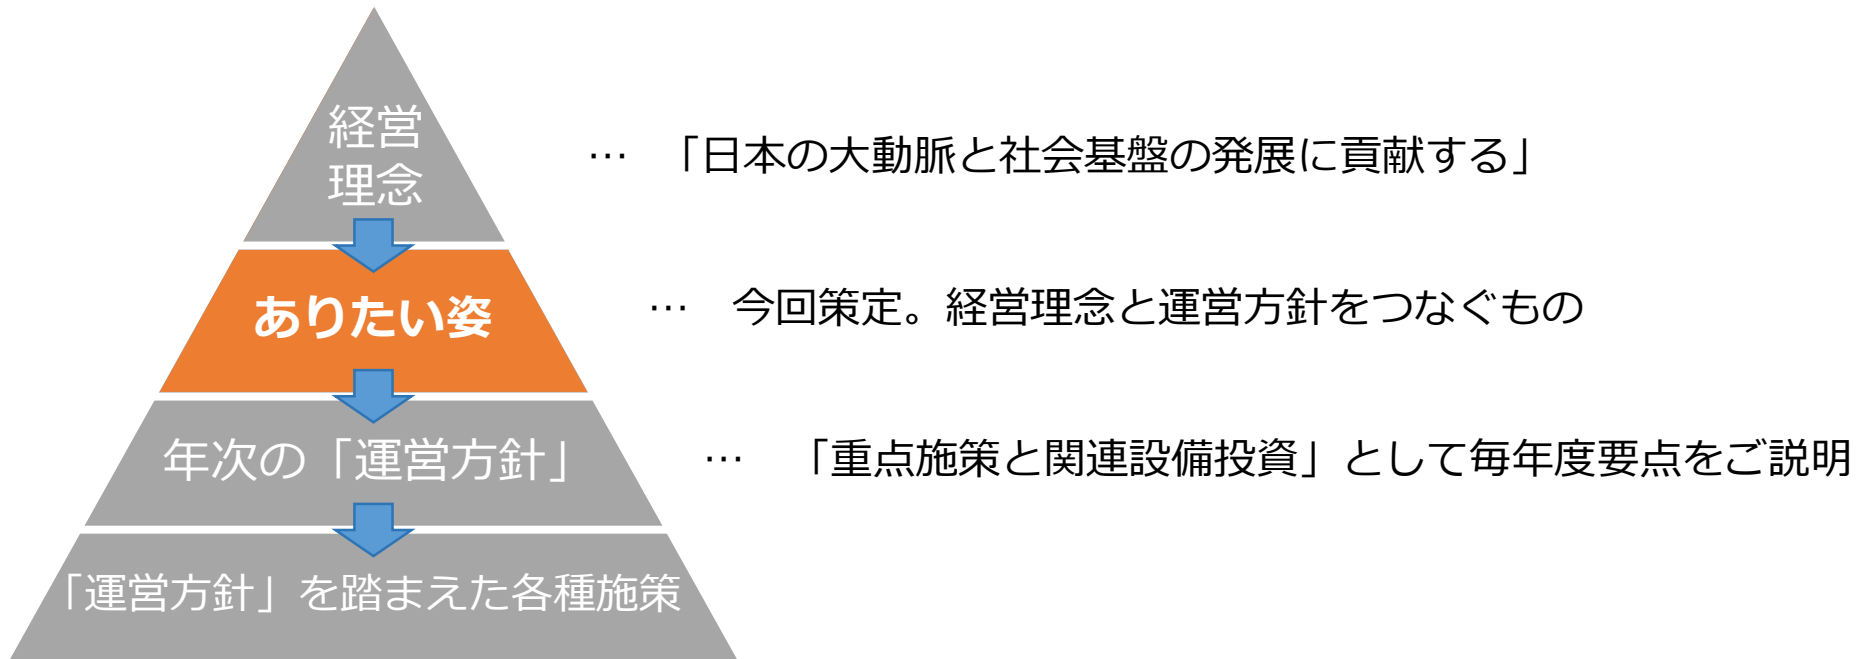 経営
理念
… 「日本の大動脈と社会基盤の発展に貢献する」
ありたい姿
… 今回策定。経営理念と運営方針をつなぐもの
年次の「運営方針」
… 「重点施策と関連設備投資」として毎年度要点をご説明
「運営方針」を踏まえた各種施策